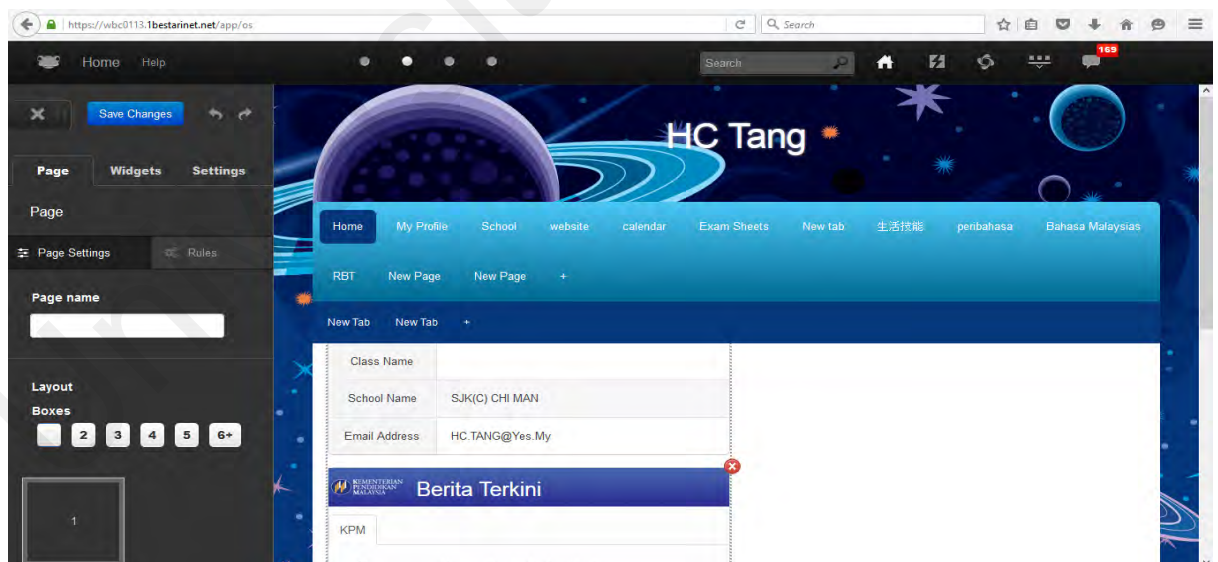 https://wbc0113.1bestarinet.net/app/os
Search
Home Help
Search
169
Save Changes
HC Tang
Page Widgets Settings
Page
Home My Profile School website calendar Exam Sheets New tab 生活技能 peribahasa Bahasa Malaysias
Page Settings Rules
RBT New Page New Page +
Page name
New Tab New Tab +
Class Name
Layout
School Name SJK(C) CHI MAN
Boxes
2 3 4 5 6+
Email Address HC.TANG@Yes.My
KEMENTERIAN
PENDIDIKAN
MALAYSIA
Berita Terkini
1
KPM